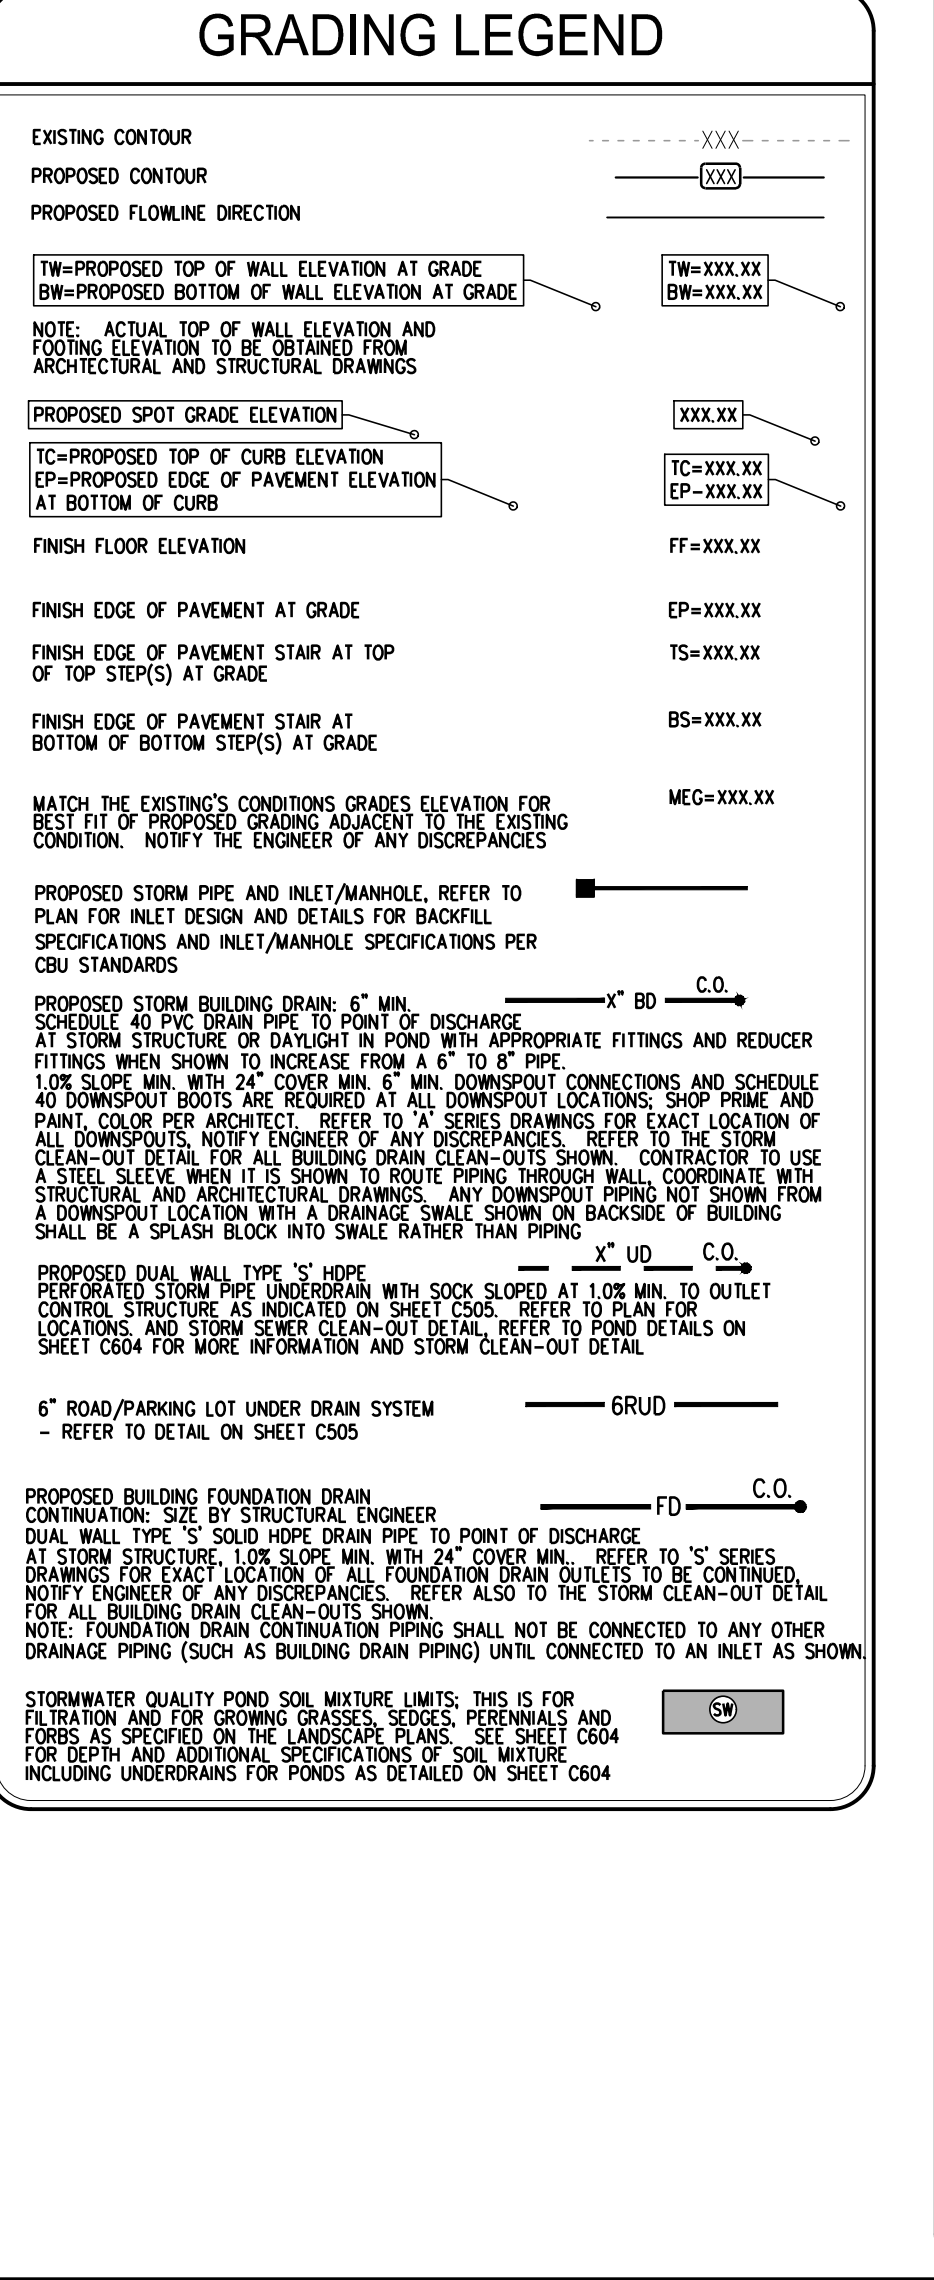 GRADING LEGEND
EXISTING CONTOUR
XXX
PROPOSED CONTOUR
XXX
PROPOSED FLOWLINE DIRECTION
TW=PROPOSED TOP OF WALL ELEVATION AT GRADE
BW=PROPOSED BOTTOM OF WALL ELEVATION AT GRADE
TW=XXX.XX
BW=XXX.XX
NOTE: ACTUAL TOP OF WALL ELEVATION AND
FOOTING ELEVATION TO BE OBTAINED FROM
ARCHTECTURAL AND STRUCTURAL DRAWINGS
PROPOSED SPOT GRADE ELEVATION
XXX.XX
TC=PROPOSED TOP OF CURB ELEVATION
EP=PROPOSED EDGE OF PAVEMENT ELEVATION
AT BOTTOM OF CURB
TC=XXX.XX
EP-XXX.XX
FINISH FLOOR ELEVATION
FF=XXX.XX
FINISH EDGE OF PAVEMENT AT GRADE
EP=XXX.XX
FINISH EDGE OF PAVEMENT STAIR AT TOP
OF TOP STEP(S) AT GRADE
TS=XXX.XX
FINISH EDGE OF PAVEMENT STAIR AT
BOTTOM OF BOTTOM STEP(S) AT GRADE
BS=XXX.XX
MATCH THE EXISTING'S CONDITIONS GRADES ELEVATION FOR
BEST FIT OF PROPOSED GRADING ADJACENT TO THE EXISTING
CONDITION. NOTIFY THE ENGINEER OF ANY DISCREPANCIES
MEG=XXX.XX
PROPOSED STORM PIPE AND INLET/MANHOLE, REFER TO
PLAN FOR INLET DESIGN AND DETAILS FOR BACKFILL
SPECIFICATIONS AND INLET/MANHOLE SPECIFICATIONS PER
CBU STANDARDS
X" BD C.O.
PROPOSED STORM BUILDING DRAIN: 6" MIN.
SCHEDULE 40 PVC DRAIN PIPE TO POINT OF DISCHARGE
AT STORM STRUCTURE OR DAYLIGHT IN POND WITH APPROPRIATE FITTINGS AND REDUCER
FITTINGS WHEN SHOWN TO INCREASE FROM A 6" TO 8" PIPE.
1.0% SLOPE MIN. WITH 24" COVER MIN. 6" MIN. DOWNSPOUT CONNECTIONS AND SCHEDULE
40 DOWNSPOUT BOOTS ARE REQUIRED AT ALL DOWNSPOUT LOCATIONS; SHOP PRIME AND
PAINT, COLOR PER ARCHITECT. REFER TO 'A' SERIES DRAWINGS FOR EXACT LOCATION OF
ALL DOWNSPOUTS, NOTIFY ENGINEER OF ANY DISCREPANCIES. REFER TO THE STORM
CLEAN-OUT DETAIL FOR ALL BUILDING DRAIN CLEAN-OUTS SHOWN. CONTRACTOR TO USE
A STEEL SLEEVE WHEN IT IS SHOWN TO ROUTE PIPING THROUGH WALL, COORDINATE WITH
STRUCTURAL AND ARCHITECTURAL DRAWINGS. ANY DOWNSPOUT PIPING NOT SHOWN FROM
A DOWNSPOUT LOCATION WITH A DRAINAGE SWALE SHOWN ON BACKSIDE OF BUILDING
SHALL BE A SPLASH BLOCK INTO SWALE RATHER THAN PIPING
X" UD C.O.
PROPOSED DUAL WALL TYPE 'S' HDPE
PERFORATED STORM PIPE UNDERDRAIN WITH SOCK SLOPED AT 1.0% MIN. TO OUTLET
CONTROL STRUCTURE AS INDICATED ON SHEET C505. REFER TO PLAN FOR
LOCATIONS. AND STORM SEWER CLEAN-OUT DETAIL, REFER TO POND DETAILS ON
SHEET C604 FOR MORE INFORMATION AND STORM CLEAN-OUT DETAIL
6" ROAD/PARKING LOT UNDER DRAIN SYSTEM
- REFER TO DETAIL ON SHEET C505
6RUD
PROPOSED BUILDING FOUNDATION DRAIN
CONTINUATION: SIZE BY STRUCTURAL ENGINEER
FD C.O.
DUAL WALL TYPE 'S' SOLID HDPE DRAIN PIPE TO POINT OF DISCHARGE
AT STORM STRUCTURE, 1.0% SLOPE MIN. WITH 24" COVER MIN.. REFER TO 'S' SERIES
DRAWINGS FOR EXACT LOCATION OF ALL FOUNDATION DRAIN OUTLETS TO BE CONTINUED,
NOTIFY ENGINEER OF ANY DISCREPANCIES. REFER ALSO TO THE STORM CLEAN-OUT DETAIL
FOR ALL BUILDING DRAIN CLEAN-OUTS SHOWN.
NOTE: FOUNDATION DRAIN CONTINUATION PIPING SHALL NOT BE CONNECTED TO ANY OTHER
DRAINAGE PIPING (SUCH AS BUILDING DRAIN PIPING) UNTIL CONNECTED TO AN INLET AS SHOWN.
STORMWATER QUALITY POND SOIL MIXTURE LIMITS; THIS IS FOR
FILTRATION AND FOR GROWING GRASSES, SEDGES, PERENNIALS AND
FORBS AS SPECIFIED ON THE LANDSCAPE PLANS. SEE SHEET C604
FOR DEPTH AND ADDITIONAL SPECIFICATIONS OF SOIL MIXTURE
INCLUDING UNDERDRAINS FOR PONDS AS DETAILED ON SHEET C604
SW